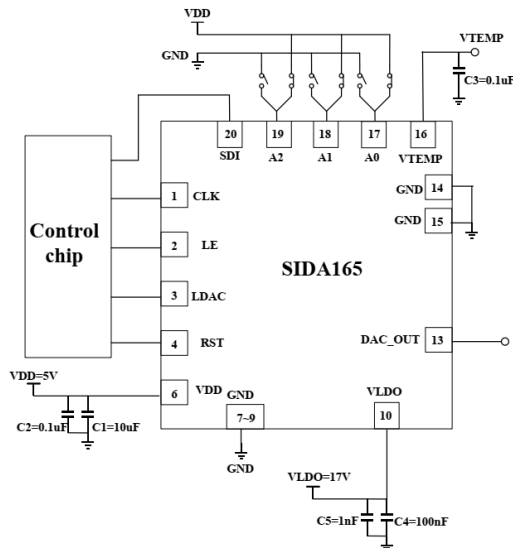 VDD
GND
VTEMP
C3=0.1uF
20 19 18 17 16
SDI A2 A1 A0 VTEMP
GND 14
GND 15
1 CLK
2 LE
3 LDAC
4 RST
Control
chip
SIDA165
DAC_OUT 13
VDD=5V
6 VDD
C2=0.1uF C1=10uF
GND
7~9
GND
VLDO
10
VLDO=17V
C5=1nF C4=100nF